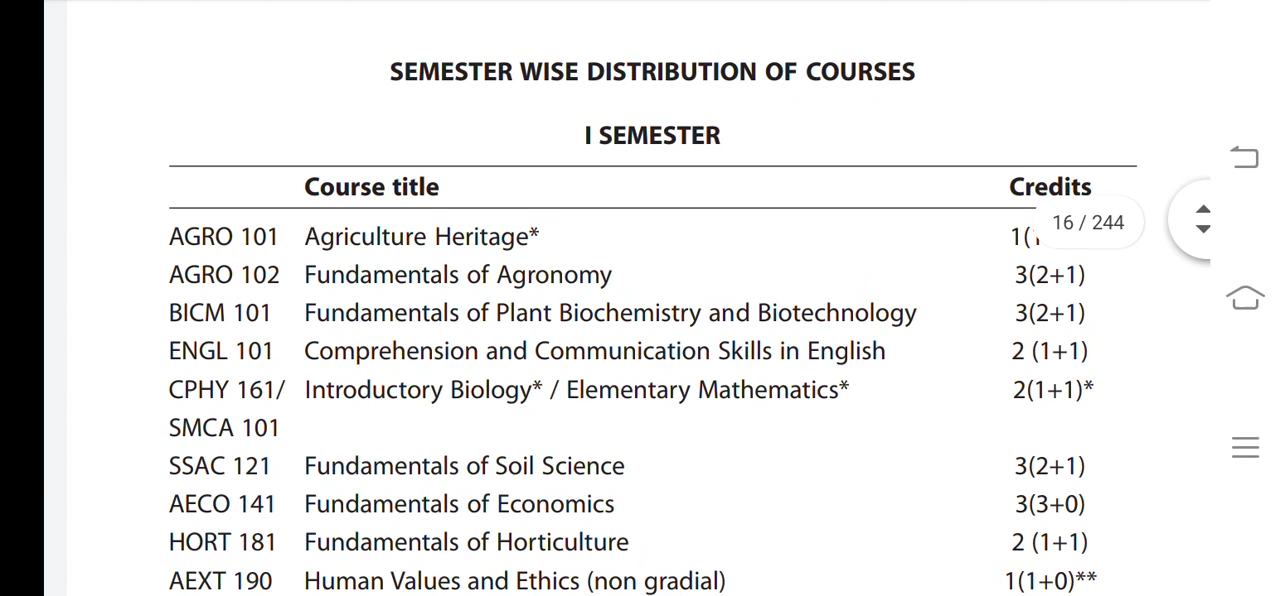 SEMESTER WISE DISTRIBUTION OF COURSES
I SEMESTER
Course title Credits
16 / 244
AGRO 101 Agriculture Heritage* 1(
AGRO 102 Fundamentals of Agronomy 3(2+1)
BICM 101 Fundamentals of Plant Biochemistry and Biotechnology 3(2+1)
ENGL 101 Comprehension and Communication Skills in English 2 (1+1)
CPHY 161/ Introductory Biology* / Elementary Mathematics* 2(1+1)*
SMCA 101
SSAC 121 Fundamentals of Soil Science 3(2+1)
AECO 141 Fundamentals of Economics 3(3+0)
HORT 181 Fundamentals of Horticulture 2 (1+1)
AEXT 190 Human Values and Ethics (non gradial) 1(1+0)**